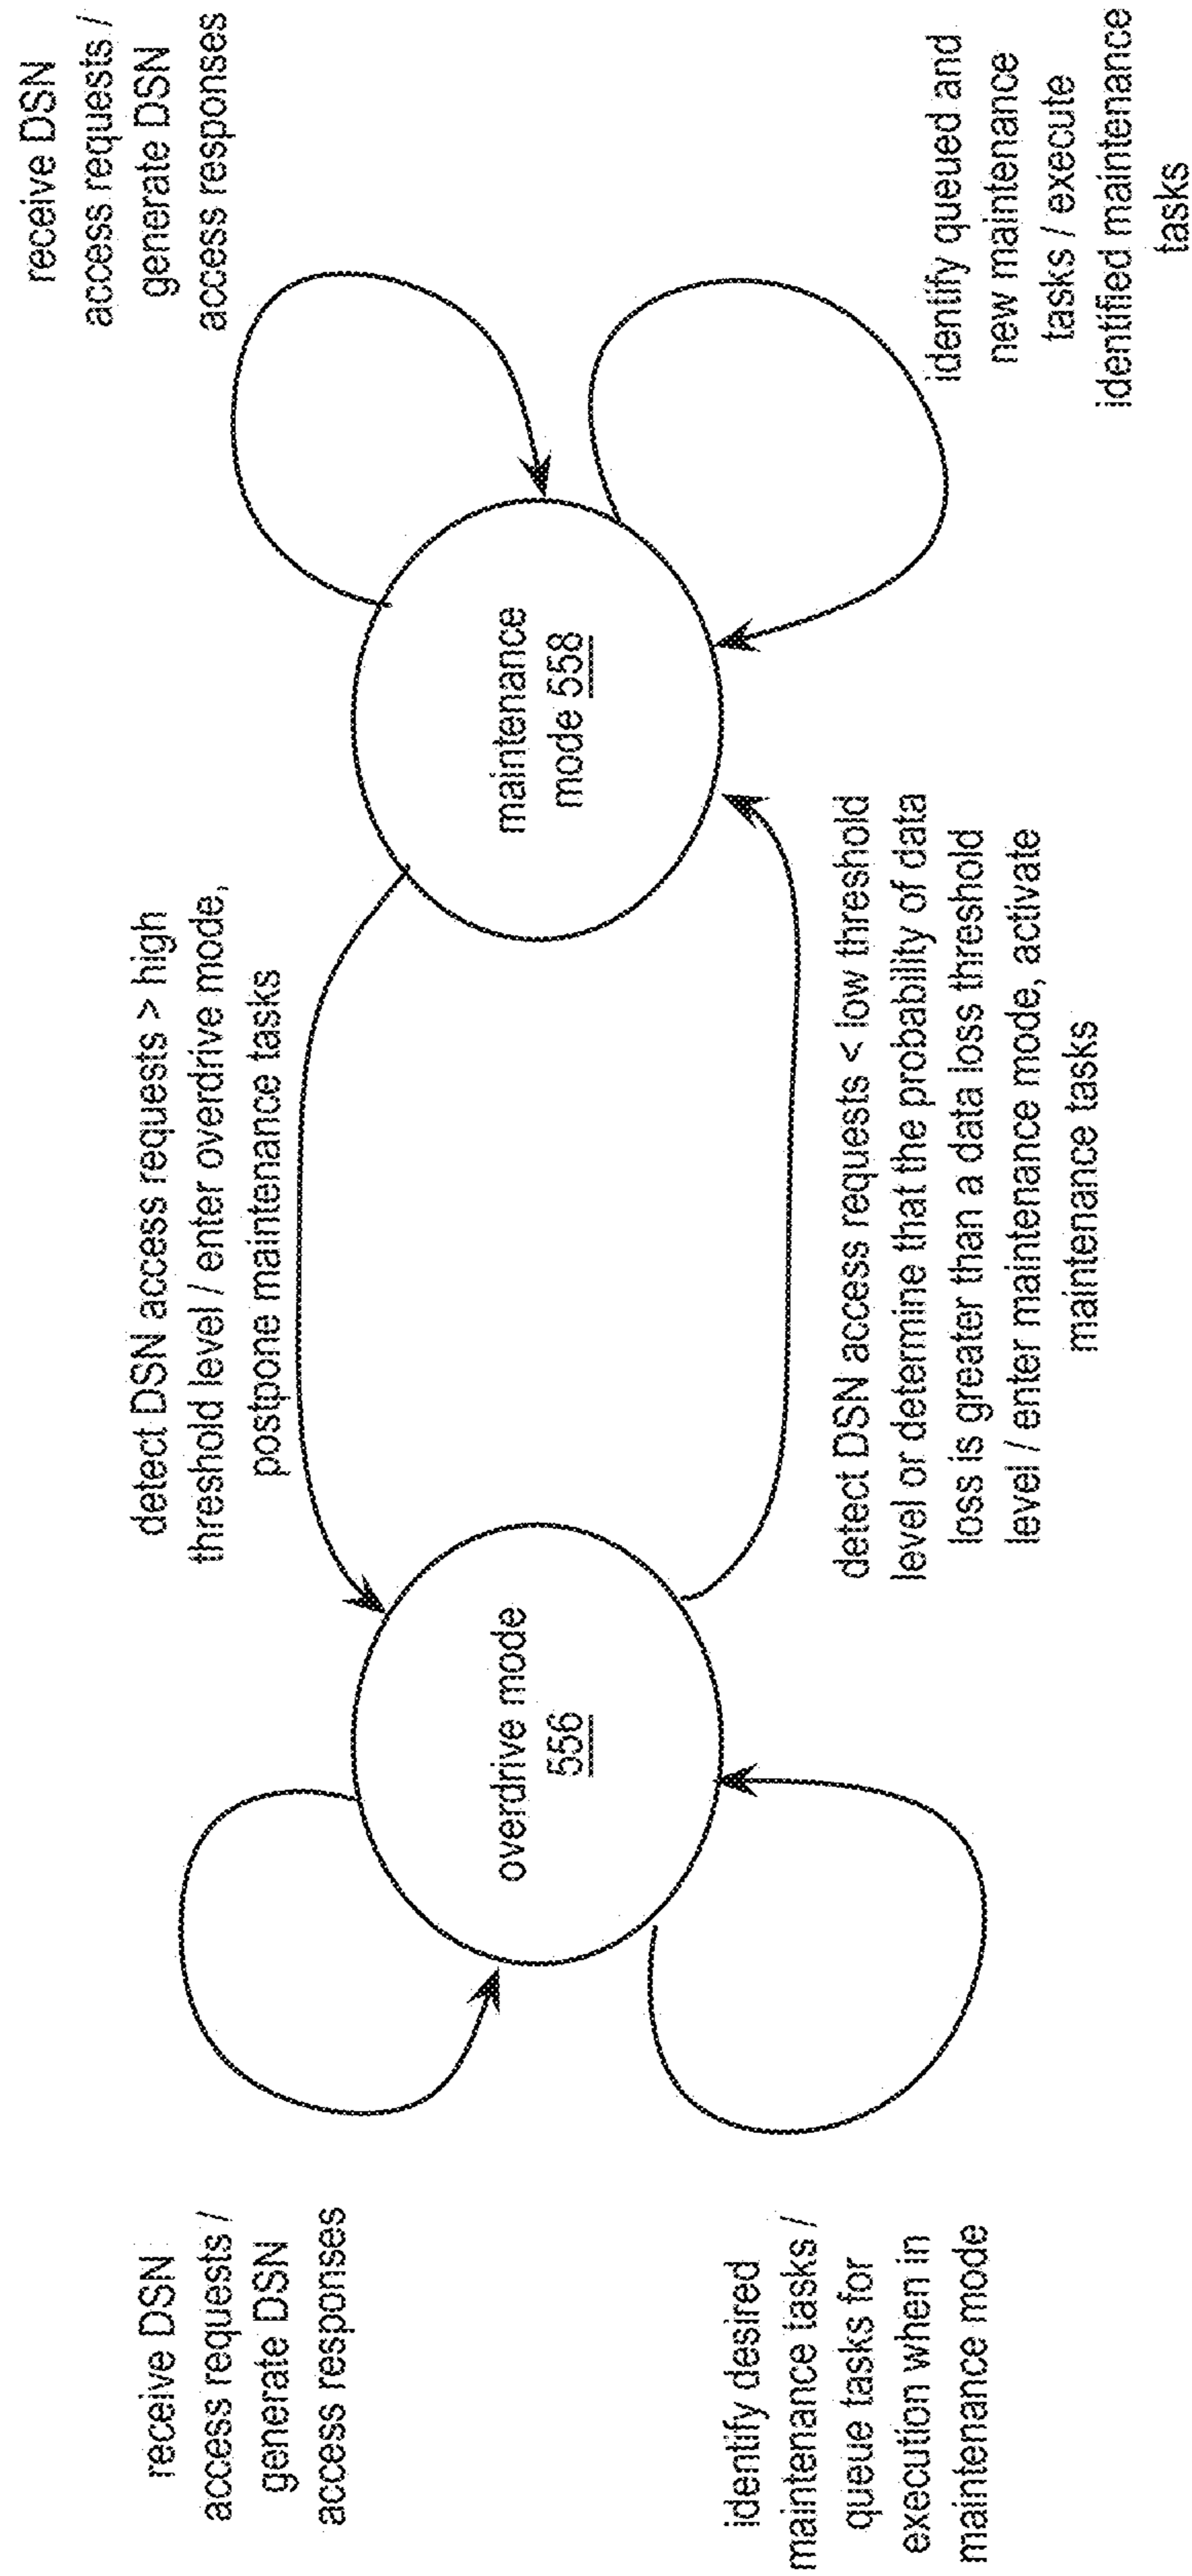 receive DSN
access requests /
generate DSN
access responses
identify desired
maintenance tasks /
queue tasks for
execution when in
maintenance mode
overdrive mode
556
detect DSN access requests > high
threshold level / enter overdrive mode,
postpone maintenance tasks
detect DSN access requests < low threshold
level or determine that the probability of data
loss is greater than a data loss threshold
level / enter maintenance mode, activate
maintenance tasks
maintenance
mode 558
receive DSN
access requests /
generate DSN
access responses
identify queued and
new maintenance
tasks / execute
identified maintenance
tasks